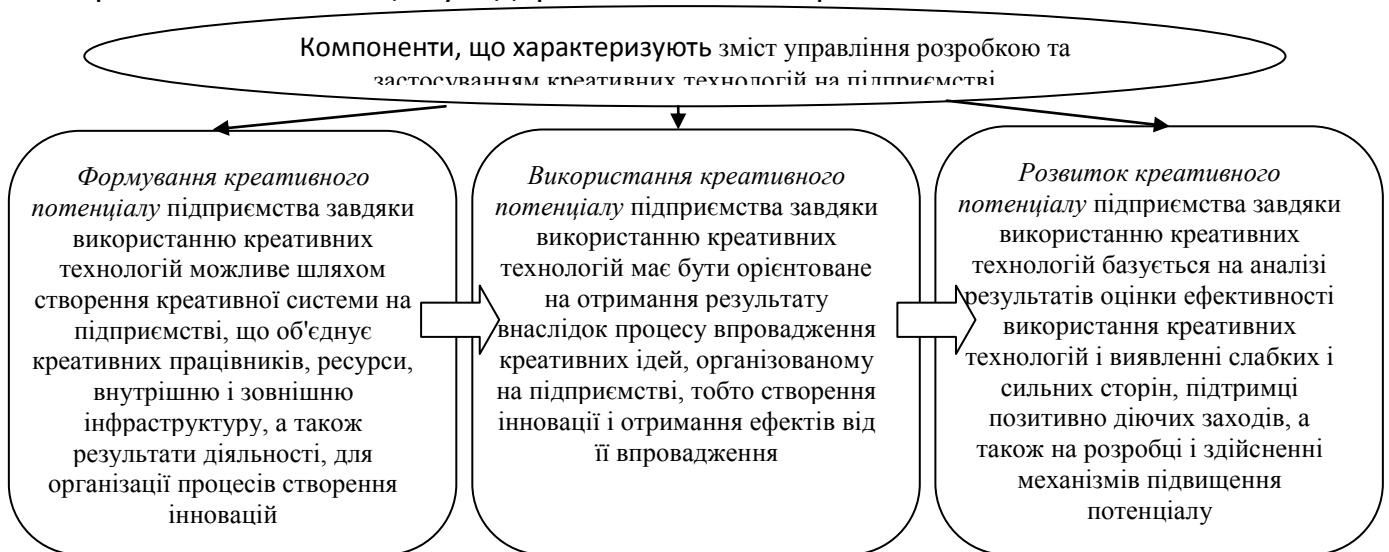 Компоненти, що характеризують зміст управління розробкою та
застосуванням креативних технологій на підприємстві
Формування креативного
потенціалу підприємства завдяки
використанню креативних
технологій можливе шляхом
створення креативної системи на
підприємстві, що об'єднує
креативних працівників, ресурси,
внутрішню і зовнішню
інфраструктуру, а також
результати діяльності, для
організації процесів створення
інновацій
Використання креативного
потенціалу підприємства завдяки
використанню креативних
технологій має бути орієнтоване
на отримання результату
внаслідок процесу впровадження
креативних ідей, організованому
на підприємстві, тобто створення
інновації і отримання ефектів від
її впровадження
Розвиток креативного
потенціалу підприємства завдяки
використанню креативних
технологій базується на аналізі
результатів оцінки ефективності
використання креативних
технологій і виявленні слабких і
сильних сторін, підтримці
позитивно діючих заходів, а
також на розробці і здійсненні
механізмів підвищення
потенціалу